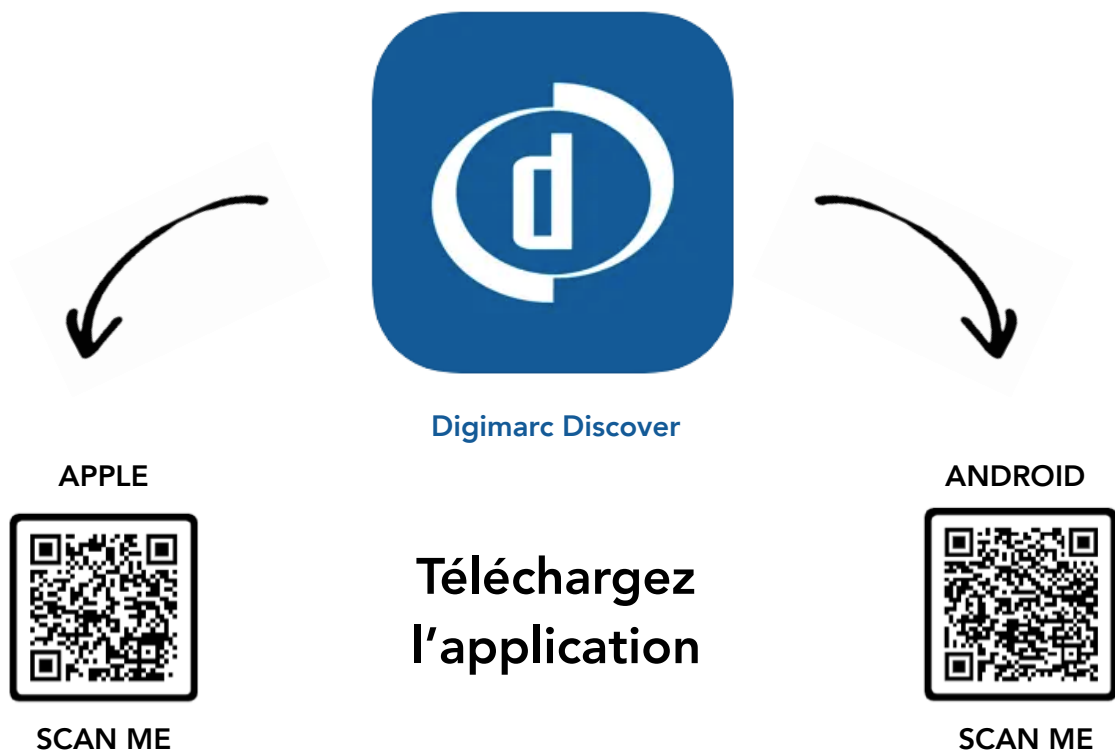 d
Digimarc Discover
APPLE
ANDROID
Téléchargez
l’application
SCAN ME
SCAN ME